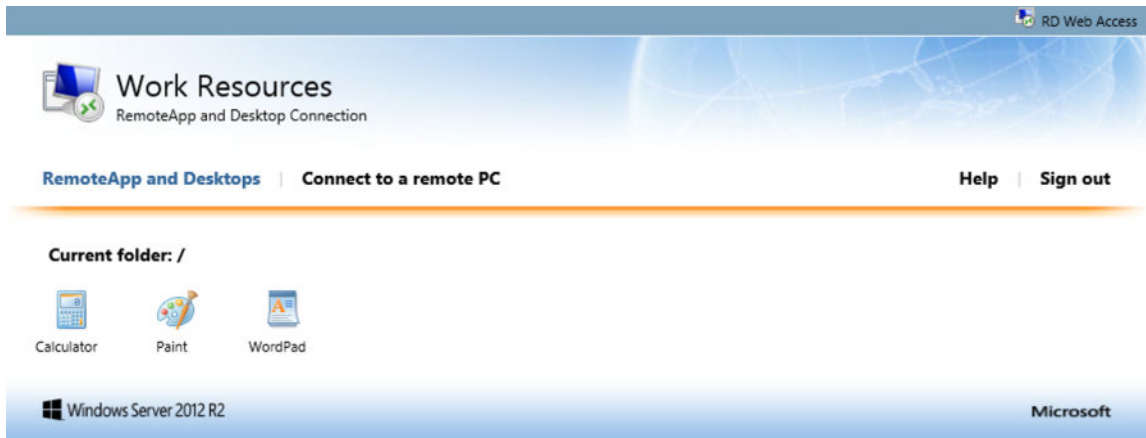 RD Web Access
Work Resources
RemoteApp and Desktop Connection
RemoteApp and Desktops | Connect to a remote PC Help | Sign out
Current folder: /
Calculator Paint WordPad
Windows Server 2012 R2 Microsoft